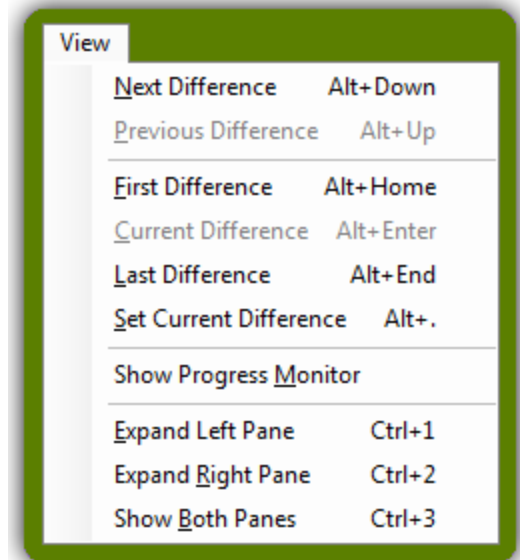 View
Next Difference Alt+Down
Previous Difference Alt+Up
First Difference Alt+Home
Current Difference Alt+Enter
Last Difference Alt+End
Set Current Difference Alt+.
Show Progress Monitor
Expand Left Pane Ctrl+1
Expand Right Pane Ctrl+2
Show Both Panes Ctrl+3